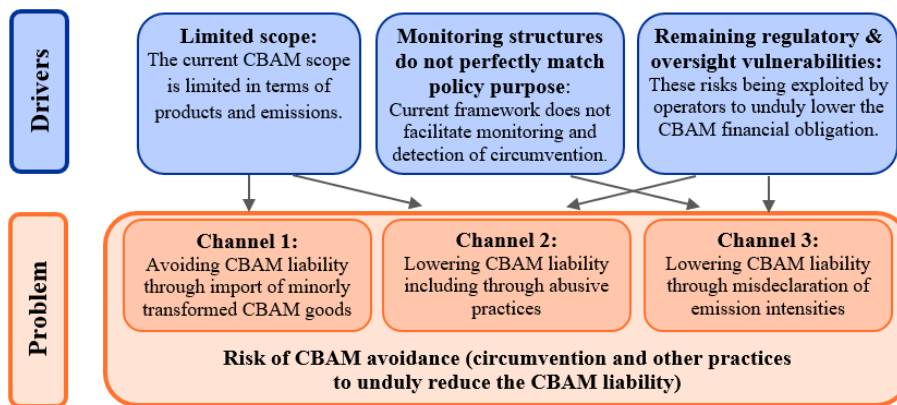 Drivers
Limited scope:
The current CBAM scope
is limited in terms of
products and emissions.
Monitoring structures
do not perfectly match
policy purpose:
Current framework does not
facilitate monitoring and
detection of circumvention.
Remaining regulatory &
oversight vulnerabilities:
These risks being exploited by
operators to unduly lower the
CBAM financial obligation.
Problem
Channel 1:
Avoiding CBAM liability
through import of minorly
transformed CBAM goods
Channel 2:
Lowering CBAM liability
including through abusive
practices
Channel 3:
Lowering CBAM liability
through misdeclaration of
emission intensities
Risk of CBAM avoidance (circumvention and other practices
to unduly reduce the CBAM liability)